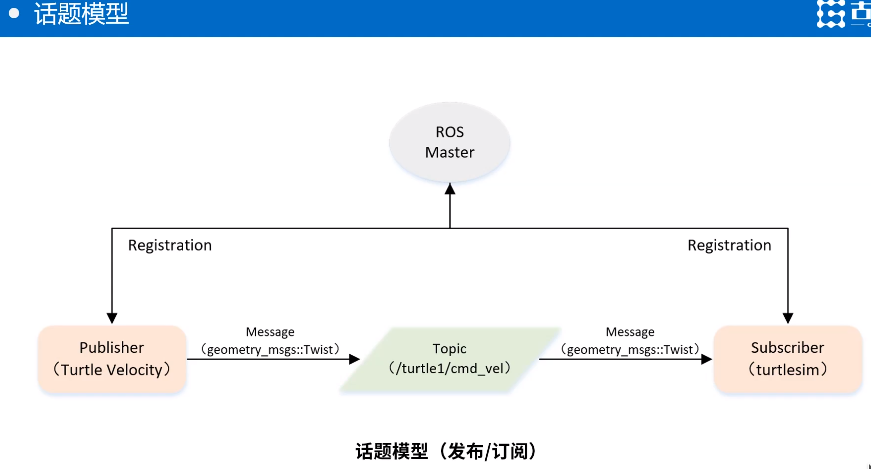 话题模型
ROS
Master
Registration
Registration
Message
（geometry_msgs::Twist）
Message
（geometry_msgs::Twist）
Publisher
（Turtle Velocity）
Topic
（/turtle1/cmd_vel）
Subscriber
（turtlesim）
话题模型（发布/订阅）